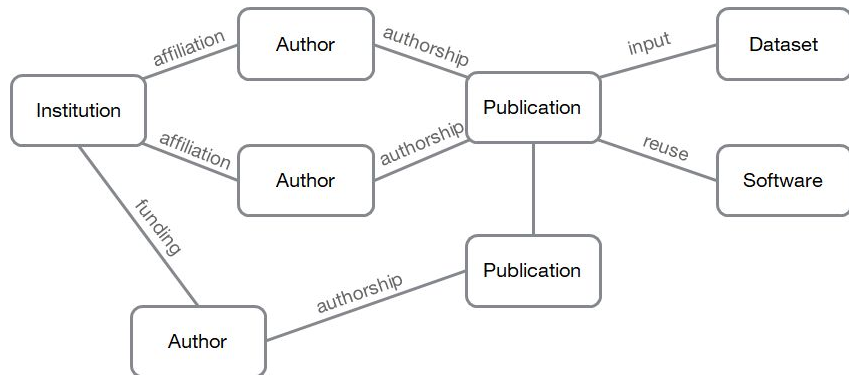 affiliation
Author
authorship
input
Dataset
Institution
Publication
affiliation
Author
authorship
reuse
Software
funding
authorship
Publication
Author